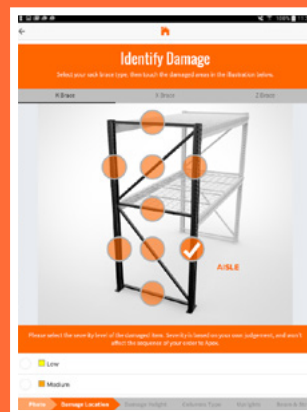 Identify Damage
Select your rack brace type, then touch the damaged areas in the illustration below.
K Brace X Brace Z Brace
AISLE
Please select the severity level of the damaged item. Severity is based on your own judgement, and won't
affect the sequence of your order to Apex.
Low
Medium
Photo Damage Location Damage Height Column Type